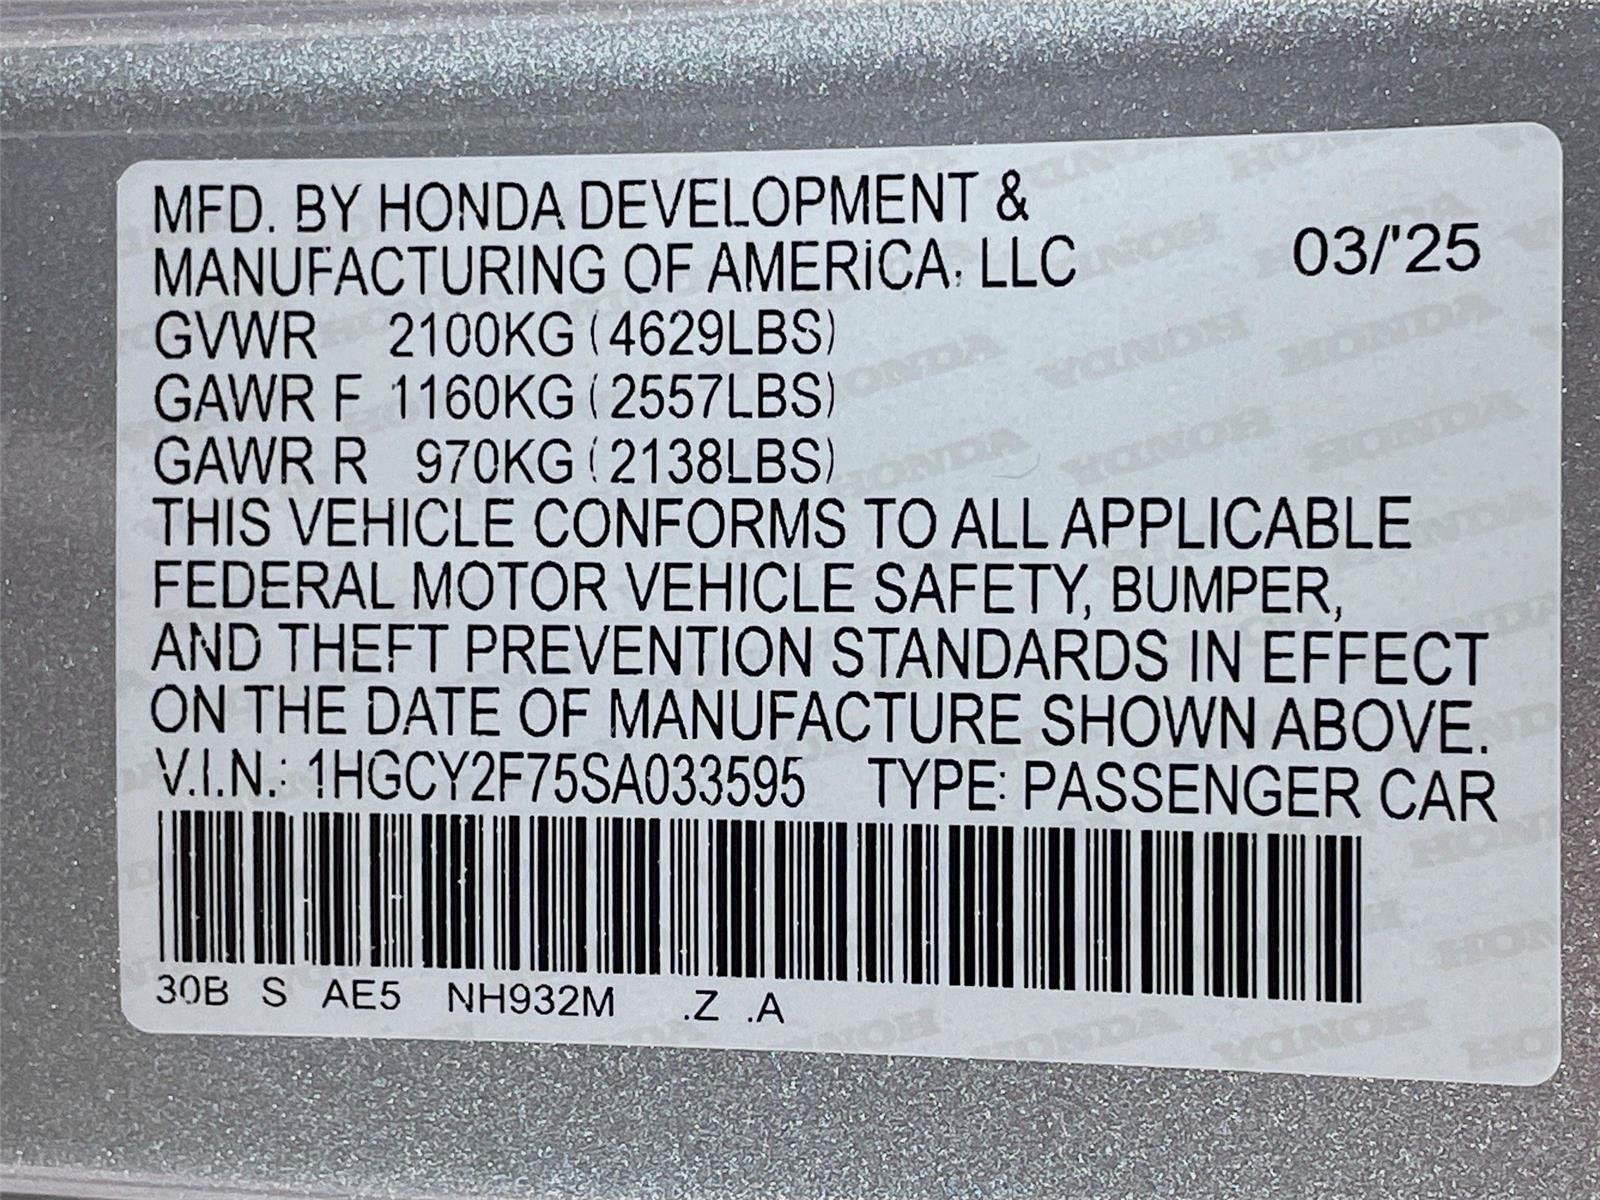 MFD. BY HONDA DEVELOPMENT &
MANUFACTURING OF AMERICA, LLC 03/'25
GVWR 2100KG (4629LBS)
GAWR F 1160KG (2557LBS)
GAWR R 970KG (2138LBS)
THIS VEHICLE CONFORMS TO ALL APPLICABLE
FEDERAL MOTOR VEHICLE SAFETY, BUMPER,
AND THEFT PREVENTION STANDARDS IN EFFECT
ON THE DATE OF MANUFACTURE SHOWN ABOVE.
V.I.N.: 1HGCY2F75SA033595 TYPE: PASSENGER CAR
30B S AE5 NH932M .Z .A